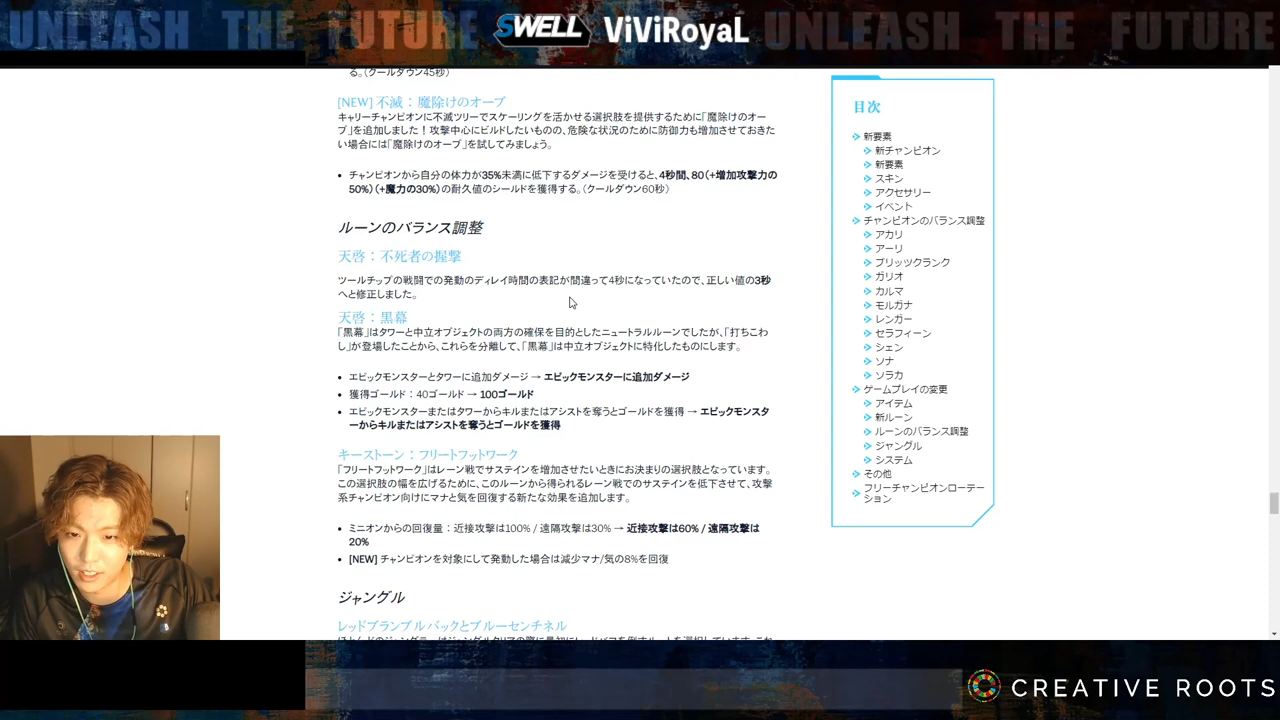 UNLEASH THE FUTURE SWELL ViViRoyaL UNLEASH THE FUTU
る。(クールダウン45秒)
[NEW] 不滅：魔除けのオーブ
キャリーチャンピオンに不滅ツリーでスケーリングを活かせる選択肢を提供するために「魔除けのオー
ブ」を追加しました！攻撃中心にビルドしたいものの、危険な状況のために防御力も増加させておきた
い場合には「魔除けのオーブ」を試してみましょう。
• チャンピオンから自分の体力が35%未満に低下するダメージを受けると、4秒間、80(+増加攻撃力の
50%)(+魔力の30%)の耐久値のシールドを獲得する。(クールダウン60秒)
ルーンのバランス調整
天啓：不死者の握撃
ツールチップの戦闘での発動のディレイ時間の表記が間違って4秒になっていたので、正しい値の3秒
へと修正しました。
天啓：黒幕
「黒幕」はタワーと中立オブジェクトの両方の確保を目的としたニュートラルルーンでしたが、「打ちこわ
し」が登場したことから、これらを分離して、「黒幕」は中立オブジェクトに特化したものにします。
• エピックモンスターとタワーに追加ダメージ → エピックモンスターに追加ダメージ
• 獲得ゴールド：40ゴールド → 100ゴールド
• エピックモンスターまたはタワーからキルまたはアシストを奪うとゴールドを獲得 → エピックモンスタ
ーからキルまたはアシストを奪うとゴールドを獲得
キーストーン：フリートフットワーク
「フリートフットワーク」はレーン戦でサステインを増加させたいときにお決まりの選択肢となっています。
この選択肢の幅を広げるために、このルーンから得られるレーン戦でのサステインを低下させて、攻撃
系チャンピオン向けにマナと気を回復する新たな効果を追加します。
• ミニオンからの回復量：近接攻撃は100% / 遠隔攻撃は30% → 近接攻撃は60% / 遠隔攻撃は
20%
• [NEW] チャンピオンを対象にして発動した場合は減少マナ/気の8%を回復
ジャングル
レッドブランブルバックとブルーセンチネル
目次
新要素
新チャンピオン
新要素
スキン
アクセサリー
イベント
チャンピオンのバランス調整
アカリ
アーリ
ブリッツクランク
ガリオ
カルマ
モルガナ
レンガー
セラフィーン
シェン
ソナ
ソラカ
ゲームプレイの変更
アイテム
新ルーン
ルーンのバランス調整
ジャングル
システム
その他
フリーチャンピオンローテー
ション
CREATIVE ROOTS